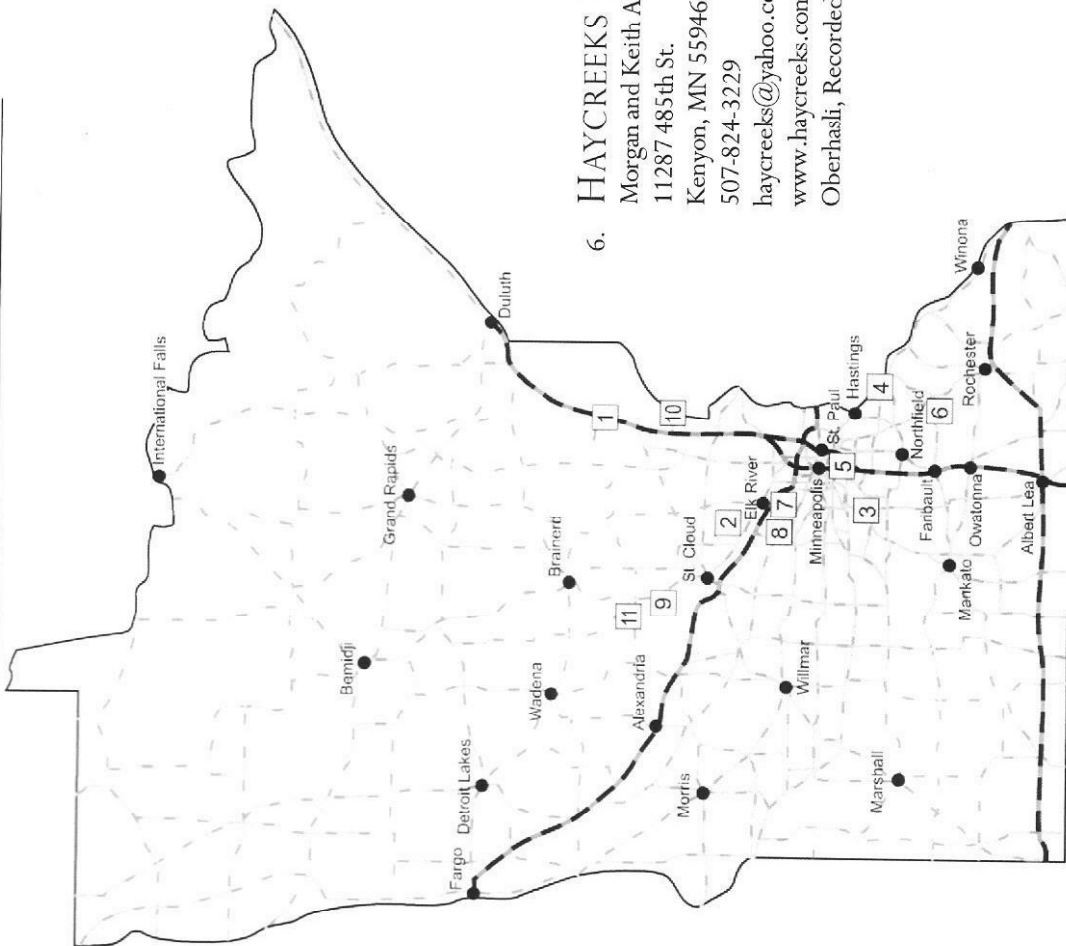 International Falls
Bemidji
Grand Rapids
Fargo
Detroit Lakes
Duluth
Wadena
Brainerd
Alexandria
11
9
1
10
Morris
St. Cloud
2
Elk River
8
7
Willmar
Minneapolis
St. Paul
5
Hastings
3
4
Marshall
Northfield
Faribault
6
Mankato
Owatonna
Rochester
Winona
Albert Lea
6. HAYCREEKS
Morgan and Keith A
11287 485th St.
Kenyon, MN 55946
507-824-3229
haycreeks@yahoo.co
www.haycreeks.com
Oberhasli, Recorded